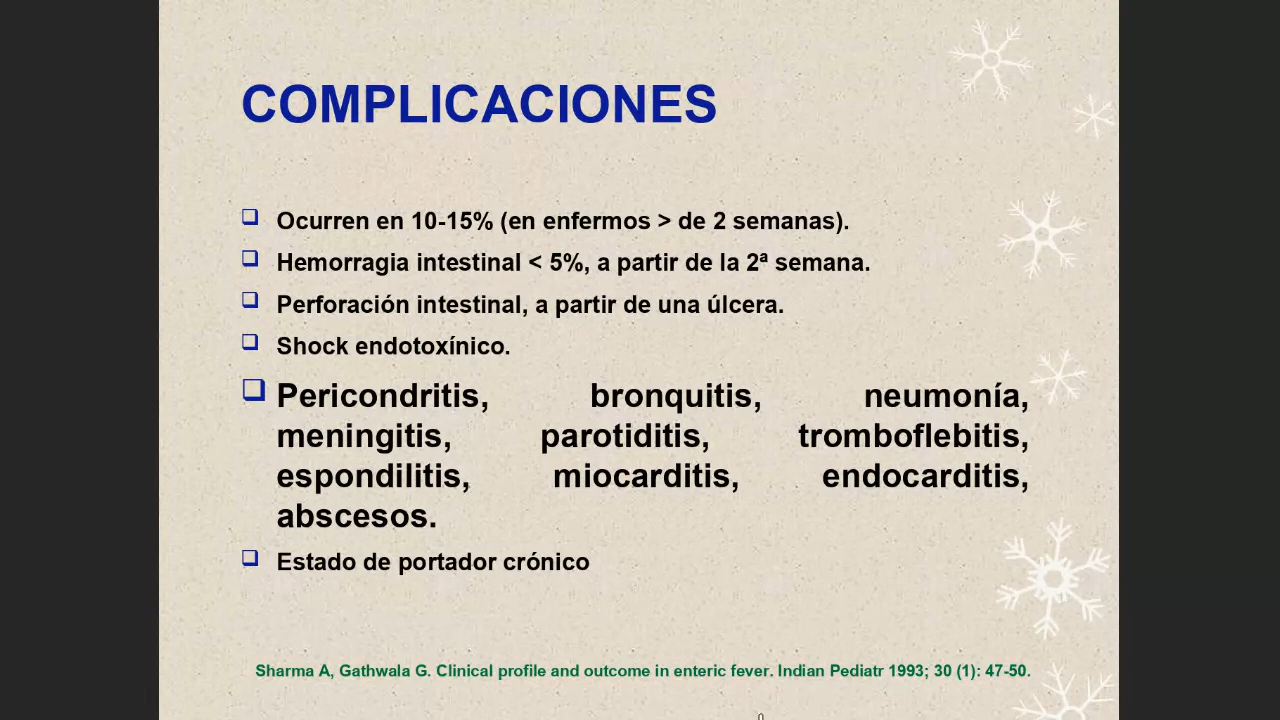 COMPLICACIONES
Ocurren en 10-15% (en enfermos > de 2 semanas).
Hemorragia intestinal < 5%, a partir de la 2ª semana.
Perforación intestinal, a partir de una úlcera.
Shock endotoxínico.
Pericondritis, bronquitis, neumonía,
meningitis, parotiditis, tromboflebitis,
espondilitis, miocarditis, endocarditis,
abscesos.
Estado de portador crónico
Sharma A, Gathwala G. Clinical profile and outcome in enteric fever. Indian Pediatr 1993; 30 (1): 47-50.